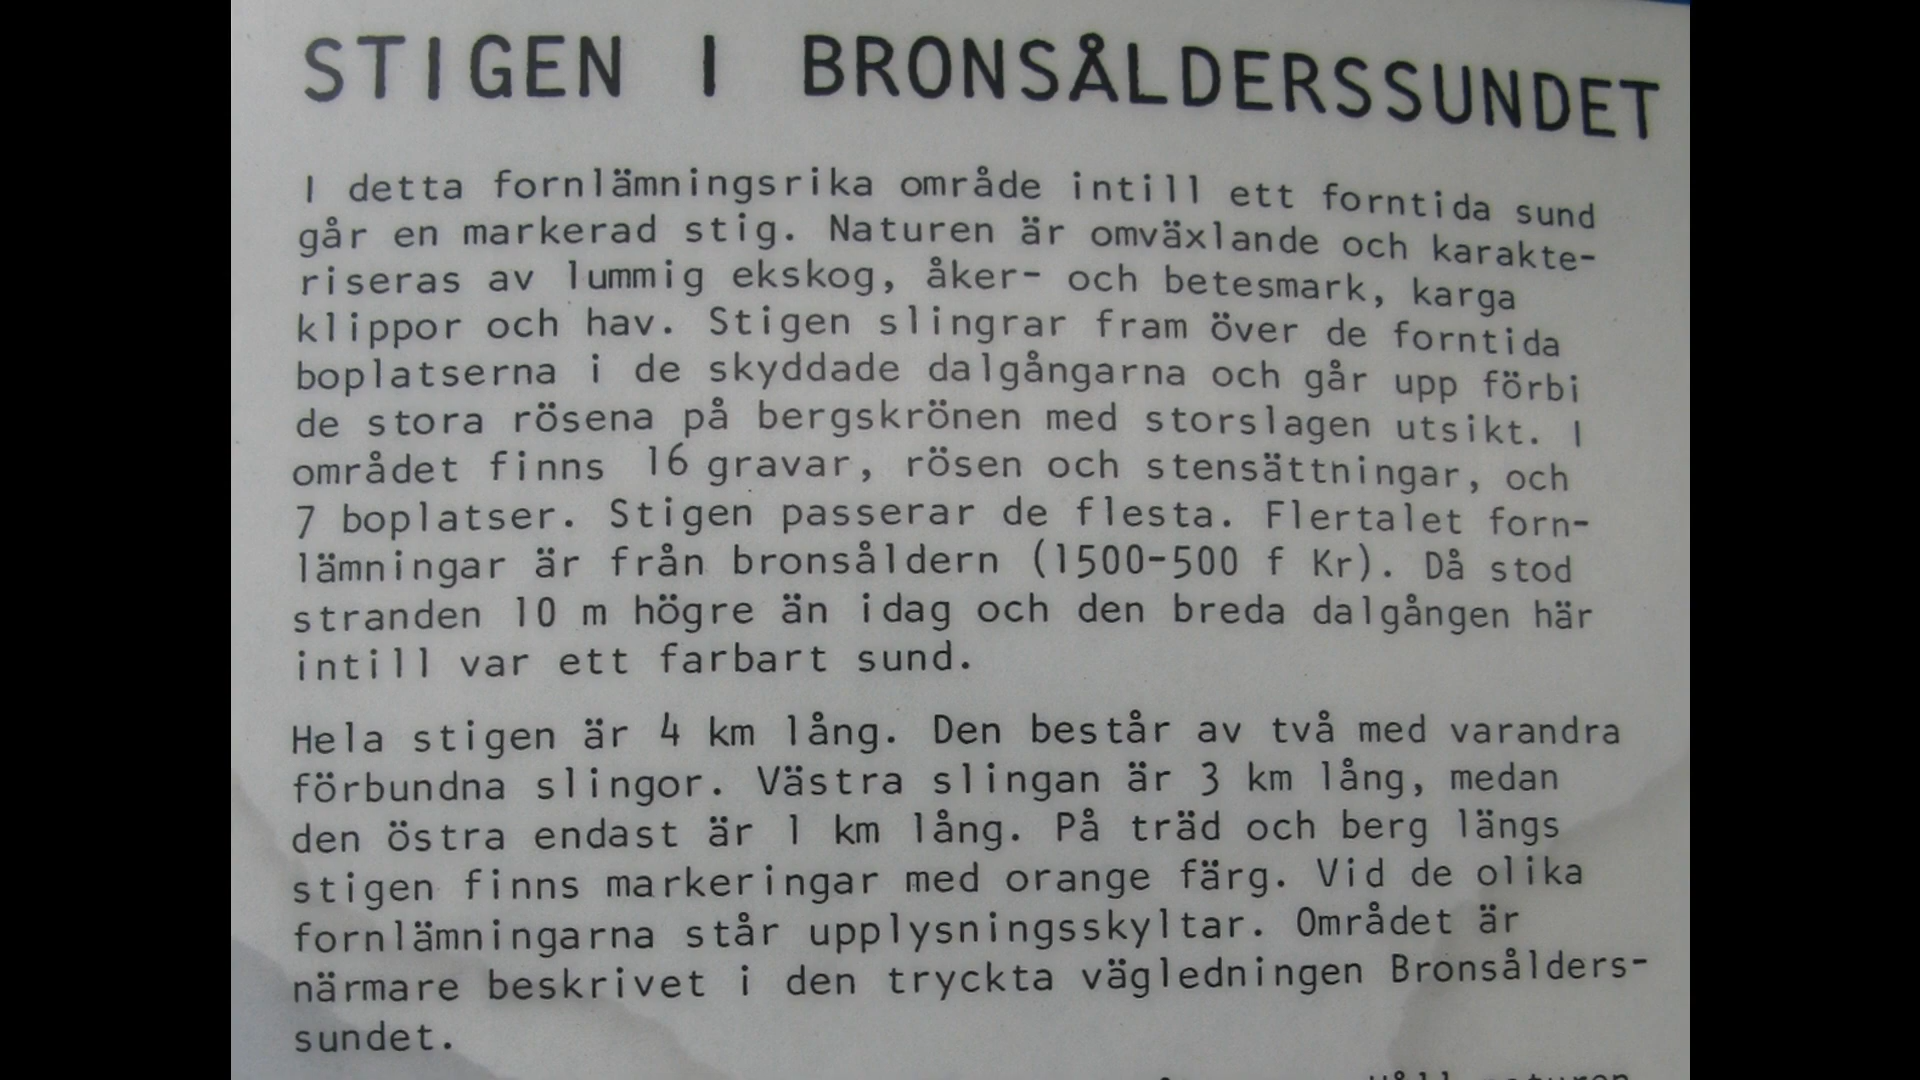 STIGEN I BRONSÅLDERSSUNDET
I detta fornlämningsrika område intill ett forntida sund
går en markerad stig. Naturen är omväxlande och karakte-
riseras av lummig ekskog, åker- och betesmark, karga
klippor och hav. Stigen slingrar fram över de forntida
boplatserna i de skyddade dalgångarna och går upp förbi
de stora rösena på bergskrönen med storslagen utsikt. I
området finns 16 gravar, rösen och stensättningar, och
7 boplatser. Stigen passerar de flesta. Flertalet forn-
lämningar är från bronsåldern (1500-500 f Kr). Då stod
stranden 10 m högre än idag och den breda dalgången här
intill var ett farbart sund.
Hela stigen är 4 km lång. Den består av två med varandra
förbundna slingor. Västra slingan är 3 km lång, medan
den östra endast är 1 km lång. På träd och berg längs
stigen finns markeringar med orange färg. Vid de olika
fornlämningarna står upplysningsskyltar. Området är
närmare beskrivet i den tryckta vägledningen Bronsålders-
sundet.